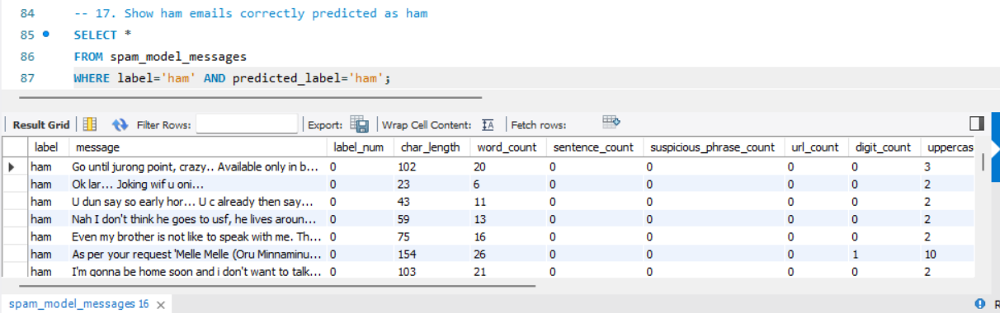 84 -- 17. Show ham emails correctly predicted as ham
85 SELECT *
86 FROM spam_model_messages
87 WHERE label='ham' AND predicted_label='ham';
Result Grid Filter Rows: Export: Wrap Cell Content: Fetch rows:
label message label_num char_length word_count sentence_count suspicious_phrase_count url_count digit_count uppercas
ham Go until jurong point, crazy.. Available only in b... 0 102 20 0 0 0 0 3
ham Ok lar... Joking wif u oni... 0 23 6 0 0 0 0 2
ham U dun say so early hor... U c already then say... 0 43 11 0 0 0 0 2
ham Nah I don't think he goes to usf, he lives aroun... 0 59 13 0 0 0 0 2
ham Even my brother is not like to speak with me. Th... 0 75 16 0 0 0 0 2
ham As per your request 'Melle Melle (Oru Minnaminu... 0 154 26 0 0 0 1 10
ham I'm gonna be home soon and i don't want to talk... 0 103 21 0 0 0 0 2
spam_model_messages 16 R